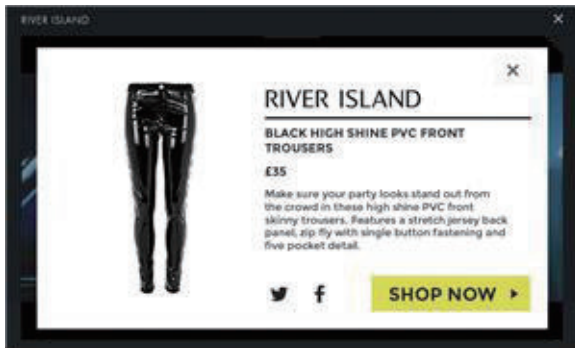 RIVER ISLAND
RIVER ISLAND
BLACK HIGH SHINE PVC FRONT
TROUSERS
£35
Make sure your party looks stand out from
the crowd in these high shine PVC front
skinny trousers. Features a stretch jersey back
panel, zip fly with single button fastening and
five pocket detail.
SHOP NOW